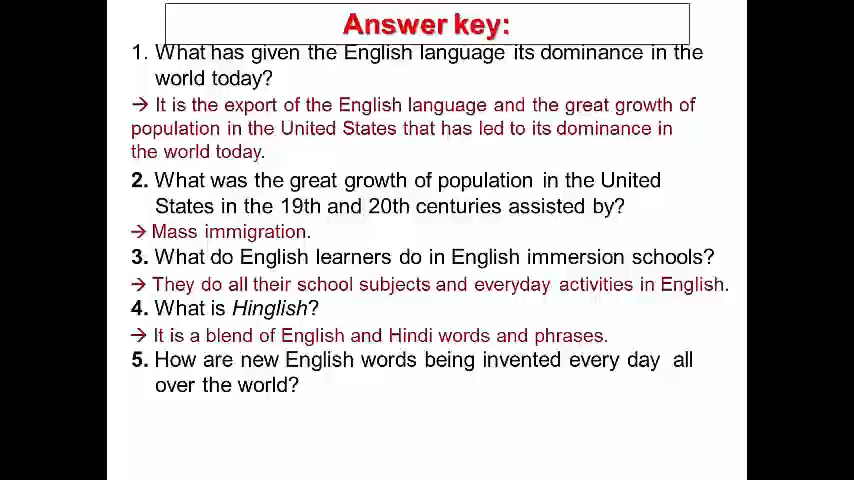 Answer key:
1. What has given the English language its dominance in the
world today?
→ It is the export of the English language and the great growth of
population in the United States that has led to its dominance in
the world today.
2. What was the great growth of population in the United
States in the 19th and 20th centuries assisted by?
→ Mass immigration.
3. What do English learners do in English immersion schools?
→ They do all their school subjects and everyday activities in English.
4. What is Hinglish?
→ It is a blend of English and Hindi words and phrases.
5. How are new English words being invented every day all
over the world?